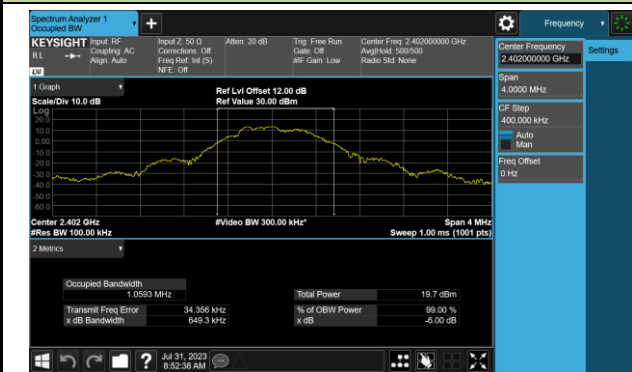 Spectrum Analyzer 1
Occupied BW
Frequency
KEYSIGHT
RL
Input: RF
Coupling: AC
Align: Auto
Input Z: 50 Ω
Corrections: Off
Freq Ref: Int (S)
NFE: Off
Atten: 20 dB
Trig: Free Run
Gate: Off
#IF Gain: Low
Center Freq: 2.402000000 GHz
Avg|Hold: 500/500
Radio Std: None
Center Frequency
2.402000000 GHz
Settings
Span
4.0000 MHz
CF Step
400.000 kHz
Auto
Man
Freq Offset
0 Hz
1 Graph
Scale/Div 10.0 dB
Ref Lvl Offset 12.00 dB
Ref Value 30.00 dBm
Log
20.0
10.0
0.00
-10.0
-20.0
-30.0
-40.0
-50.0
-60.0
Center 2.402 GHz
#Video BW 300.00 kHz*
Span 4 MHz
#Res BW 100.00 kHz
Sweep 1.00 ms (1001 pts)
2 Metrics
Occupied Bandwidth
1.0593 MHz
Total Power 19.7 dBm
Transmit Freq Error 34.356 kHz
% of OBW Power 99.00 %
x dB Bandwidth 649.3 kHz
x dB -6.00 dB
Jul 31, 2023
8:52:38 AM